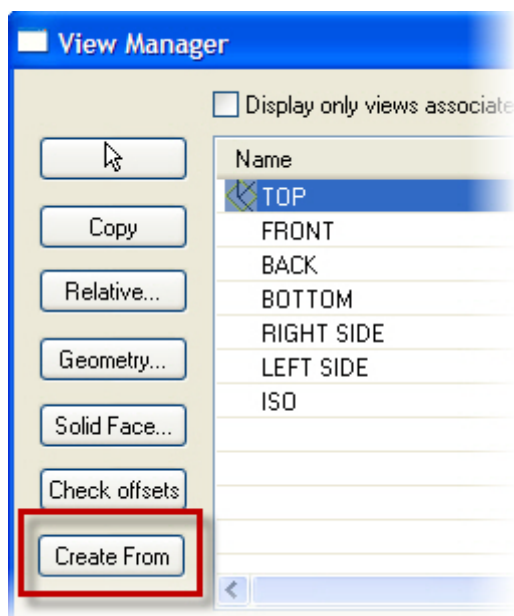 View Manager
Display only views associate
Name
TOP
Copy
FRONT
BACK
Relative...
BOTTOM
RIGHT SIDE
Geometry...
LEFT SIDE
ISO
Solid Face...
Check offsets
Create From